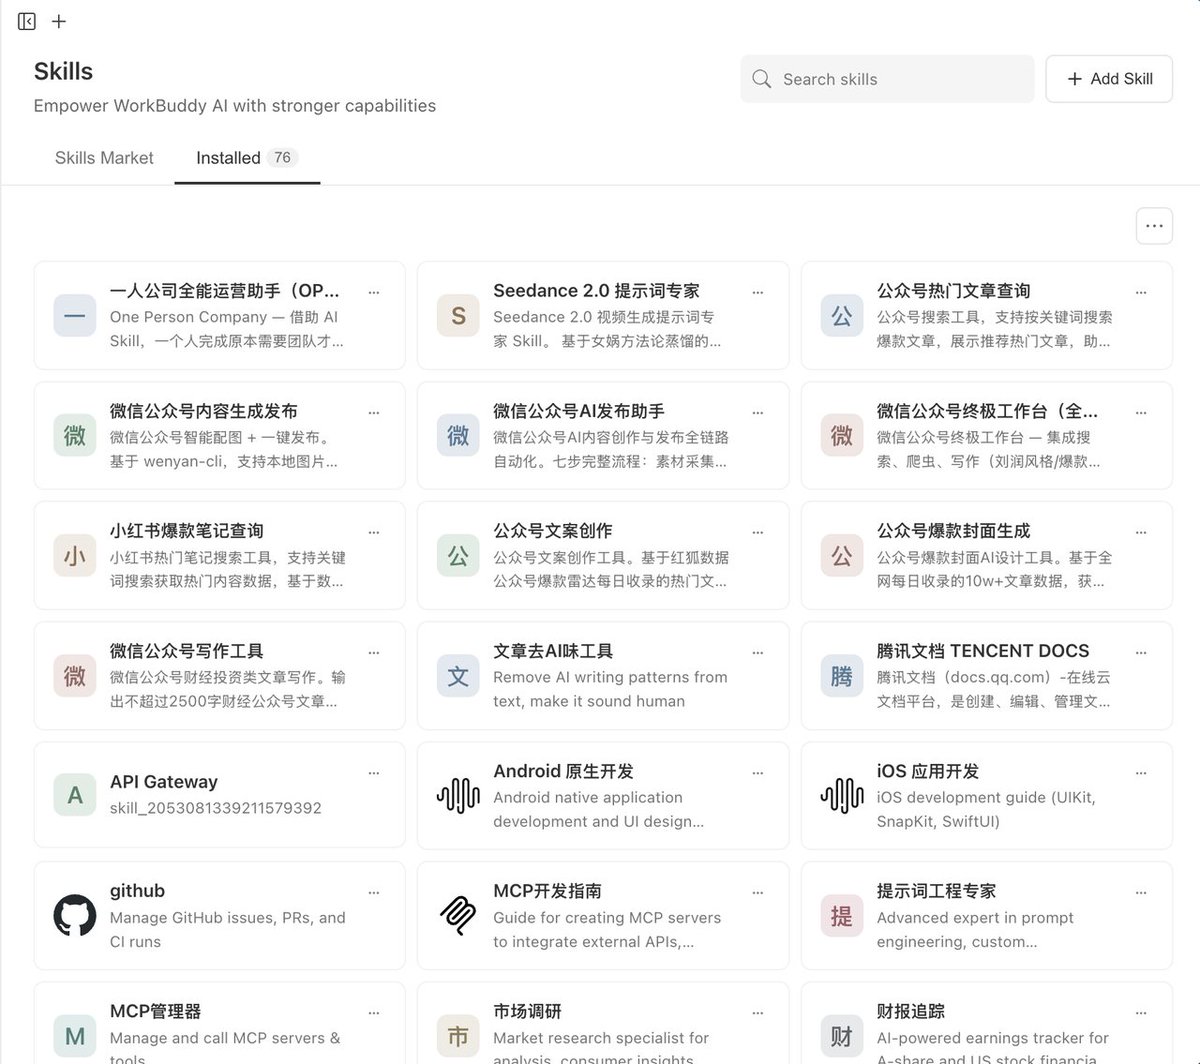 Skills
Empower WorkBuddy AI with stronger capabilities
Search skills
+ Add Skill
Skills Market
Installed 76
一
一人公司全能运营助手（OP...
One Person Company — 借助 AI
Skill，一个人完成原本需要团队才...
S
Seedance 2.0 提示词专家
Seedance 2.0 视频生成提示词专
家 Skill。 基于女娲方法论蒸馏的...
公
公众号热门文章查询
公众号搜索工具，支持按关键词搜索
爆款文章，展示推荐热门文章，助...
微
微信公众号内容生成发布
微信公众号智能配图 + 一键发布。
基于 wenyan-cli，支持本地图片...
微
微信公众号AI发布助手
微信公众号AI内容创作与发布全链路
自动化。七步完整流程：素材采集...
微
微信公众号终极工作台（全...
微信公众号终极工作台 — 集成搜
索、爬虫、写作（刘润风格/爆款...
小
小红书爆款笔记查询
小红书热门笔记搜索工具，支持关键
词搜索获取热门内容数据，基于数...
公
公众号文案创作
公众号文案创作工具。基于红狐数据
公众号爆款雷达每日收录的热门文...
公
公众号爆款封面生成
公众号爆款封面AI设计工具。基于全
网每日收录的10w+文章数据，获...
微
微信公众号写作工具
微信公众号财经投资类文章写作。输
出不超过2500字财经公众号文章...
文
文章去AI味工具
Remove AI writing patterns from
text, make it sound human
腾
腾讯文档 TENCENT DOCS
腾讯文档（docs.qq.com）-在线云
文档平台，是创建、编辑、管理文...
A
API Gateway
skill_2053081339211579392
Android 原生开发
Android native application
development and UI design...
iOS 应用开发
iOS development guide (UIKit,
SnapKit, SwiftUI)
github
Manage GitHub issues, PRs, and
CI runs
MCP开发指南
Guide for creating MCP servers
to integrate external APIs,...
提
提示词工程专家
Advanced expert in prompt
engineering, custom...
M
MCP管理器
Manage and call MCP servers &
tools
市
市场调研
Market research specialist for
analysis, consumer insights
财
财报追踪
AI-powered earnings tracker for
A-share and US stock financia